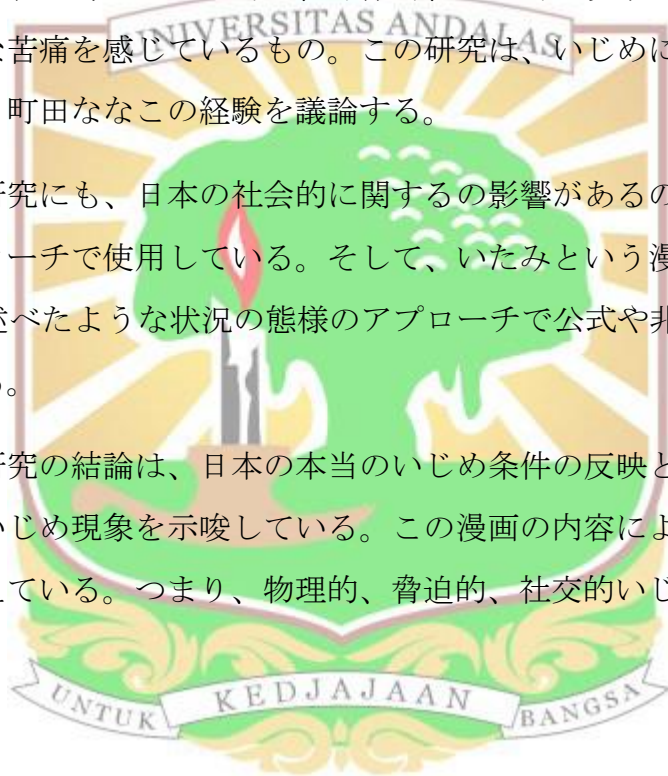 UNIVERSITAS ANDALAS
な苦痛を感じているもの。この研究は、いじめに
町田ななこの経験を議論する。
研究にも、日本の社会的に関するの影響があるの
ーチで使用している。そして、いたみという漫
べたような状況の態様のアプローチで公式や非
る。
研究の結論は、日本の本当のいじめ条件の反映と
いじめ現象を示唆している。この漫画の内容によ
えている。つまり、物理的、脅迫的、社交的いじ
UNTUK KEDJAJAAN BANGSA